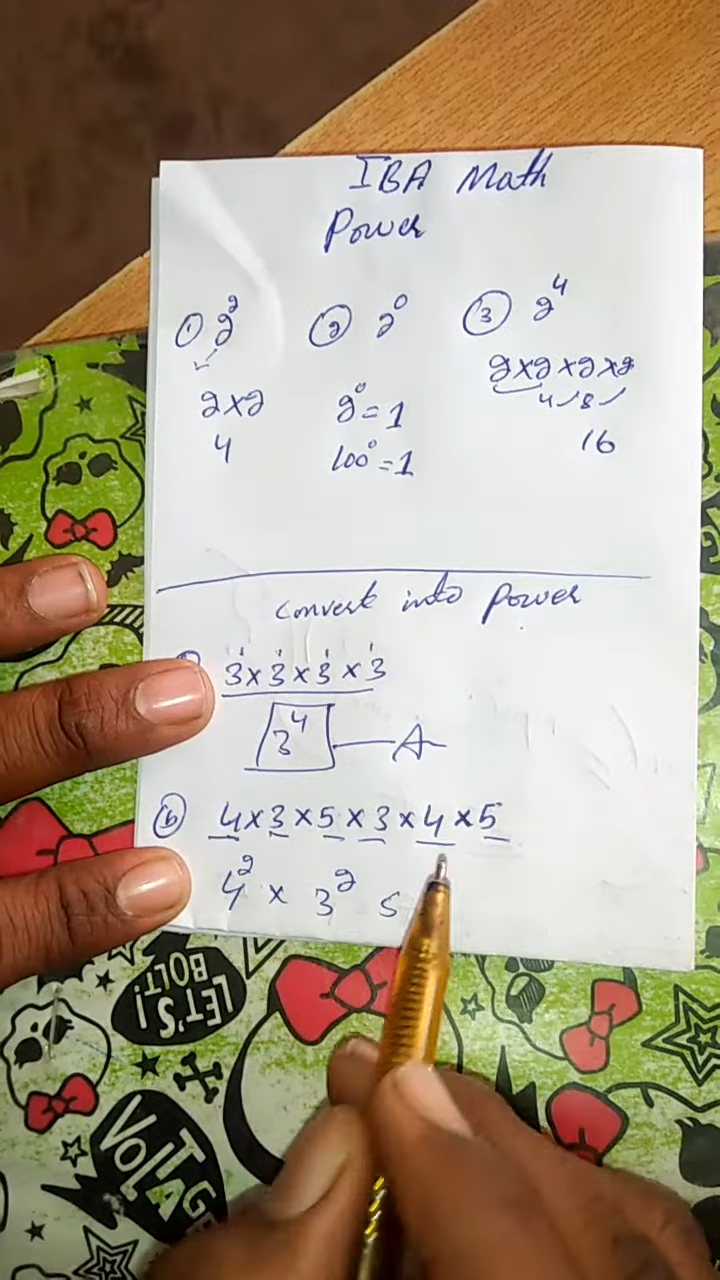 IBA Math
Power
① 2² ② 2⁰ ③ 2⁴
2×2 2⁰=1 2×2×2×2
4 8
4 100⁰=1 16
Convert into Power
3×3×3×3
3⁴ — A
ⓑ 4×3×5×3×4×5
4² × 3² 5
LET'S BOLT!
VOLTAGE